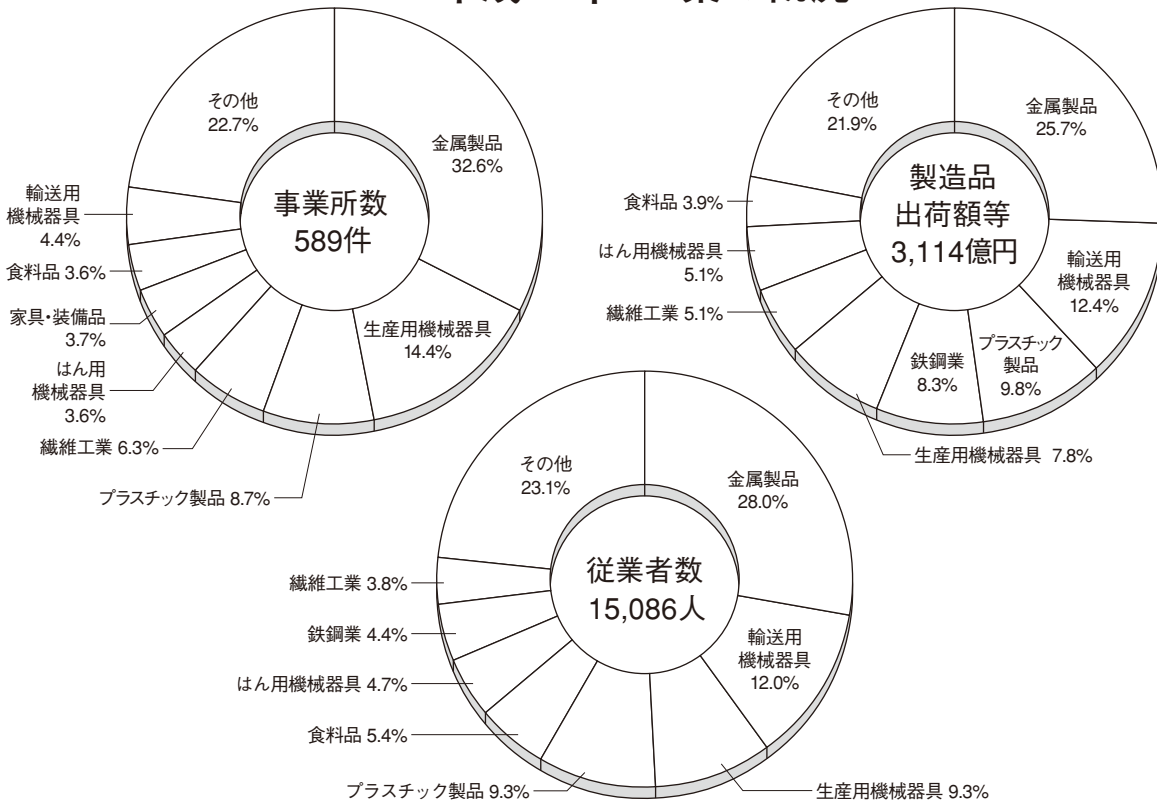 その他
22.7%
金属製品
32.6%
輸送用
機械器具
4.4%
事業所数
589件
食料品 3.6%
家具・装備品
3.7%
生産用機械器具
14.4%
はん用
機械器具
3.6%
繊維工業 6.3%
プラスチック製品 8.7%
その他
21.9%
金属製品
25.7%
製造品
出荷額等
3,114億円
食料品 3.9%
はん用機械器具
5.1%
繊維工業 5.1%
輸送用
機械器具
12.4%
プラスチック
製品
9.8%
鉄鋼業
8.3%
生産用機械器具 7.8%
その他
23.1%
金属製品
28.0%
従業者数
15,086人
繊維工業 3.8%
鉄鋼業 4.4%
はん用機械器具 4.7%
食料品 5.4%
プラスチック製品 9.3%
輸送用
機械器具
12.0%
生産用機械器具 9.3%